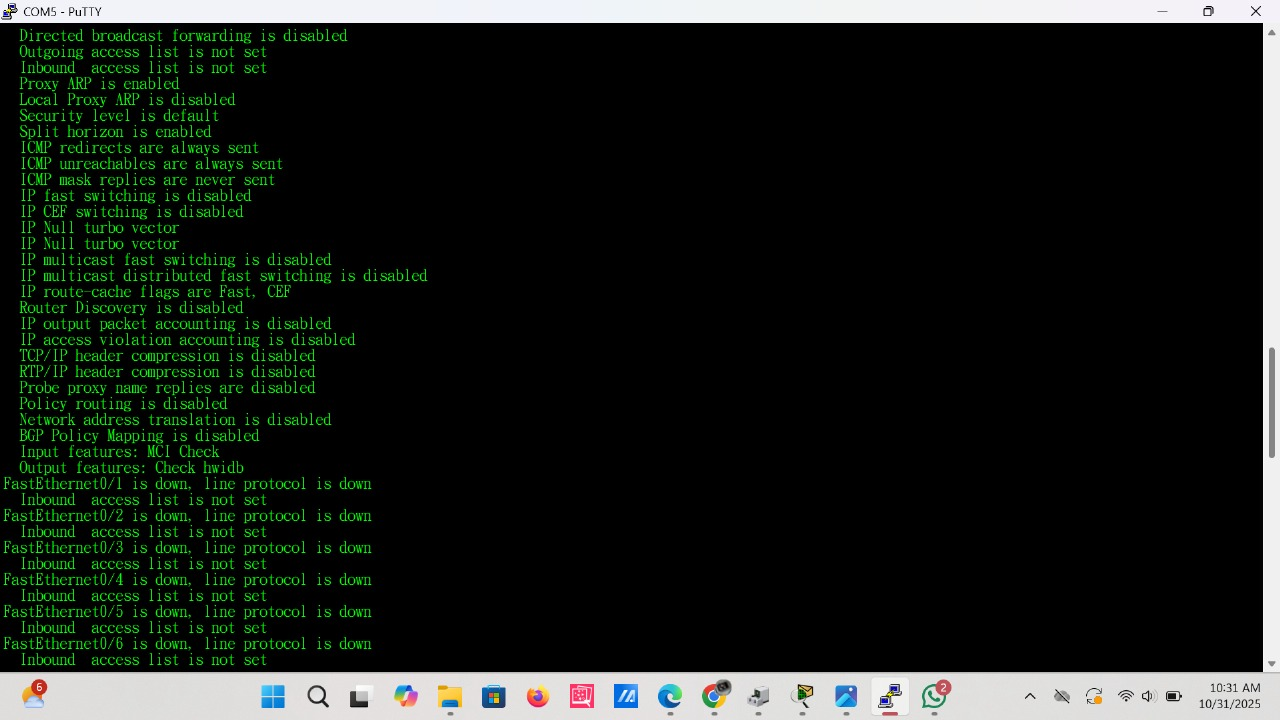 COM5 - PuTTY
Directed broadcast forwarding is disabled
Outgoing access list is not set
Inbound  access list is not set
Proxy ARP is enabled
Local Proxy ARP is disabled
Security level is default
Split horizon is enabled
ICMP redirects are always sent
ICMP unreachables are always sent
ICMP mask replies are never sent
IP fast switching is disabled
IP CEF switching is disabled
IP Null turbo vector
IP Null turbo vector
IP multicast fast switching is disabled
IP multicast distributed fast switching is disabled
IP route-cache flags are Fast, CEF
Router Discovery is disabled
IP output packet accounting is disabled
IP access violation accounting is disabled
TCP/IP header compression is disabled
RTP/IP header compression is disabled
Probe proxy name replies are disabled
Policy routing is disabled
Network address translation is disabled
BGP Policy Mapping is disabled
Input features: MCI Check
Output features: Check hwidb
FastEthernet0/1 is down, line protocol is down
Inbound  access list is not set
FastEthernet0/2 is down, line protocol is down
Inbound  access list is not set
FastEthernet0/3 is down, line protocol is down
Inbound  access list is not set
FastEthernet0/4 is down, line protocol is down
Inbound  access list is not set
FastEthernet0/5 is down, line protocol is down
Inbound  access list is not set
FastEthernet0/6 is down, line protocol is down
Inbound  access list is not set
6
2
10:31 AM
10/31/2025